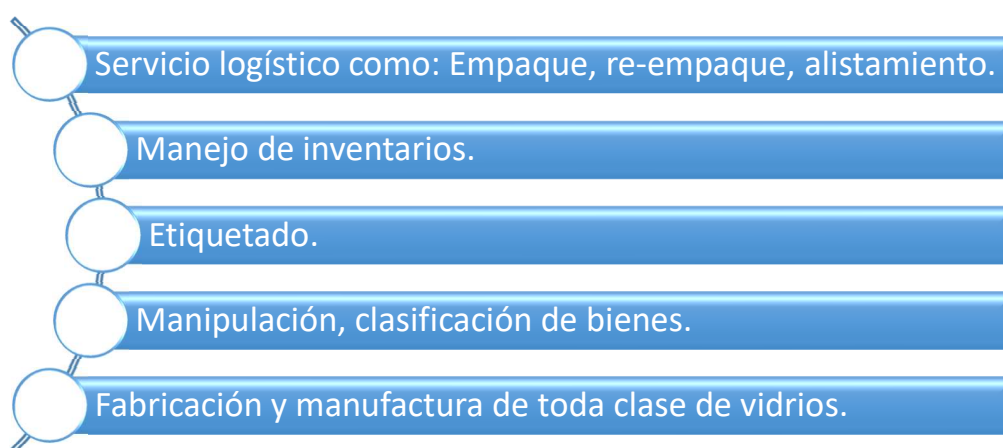 Servicio logístico como: Empaque, re-empaque, alistamiento.
Manejo de inventarios.
Etiquetado.
Manipulación, clasificación de bienes.
Fabricación y manufactura de toda clase de vidrios.